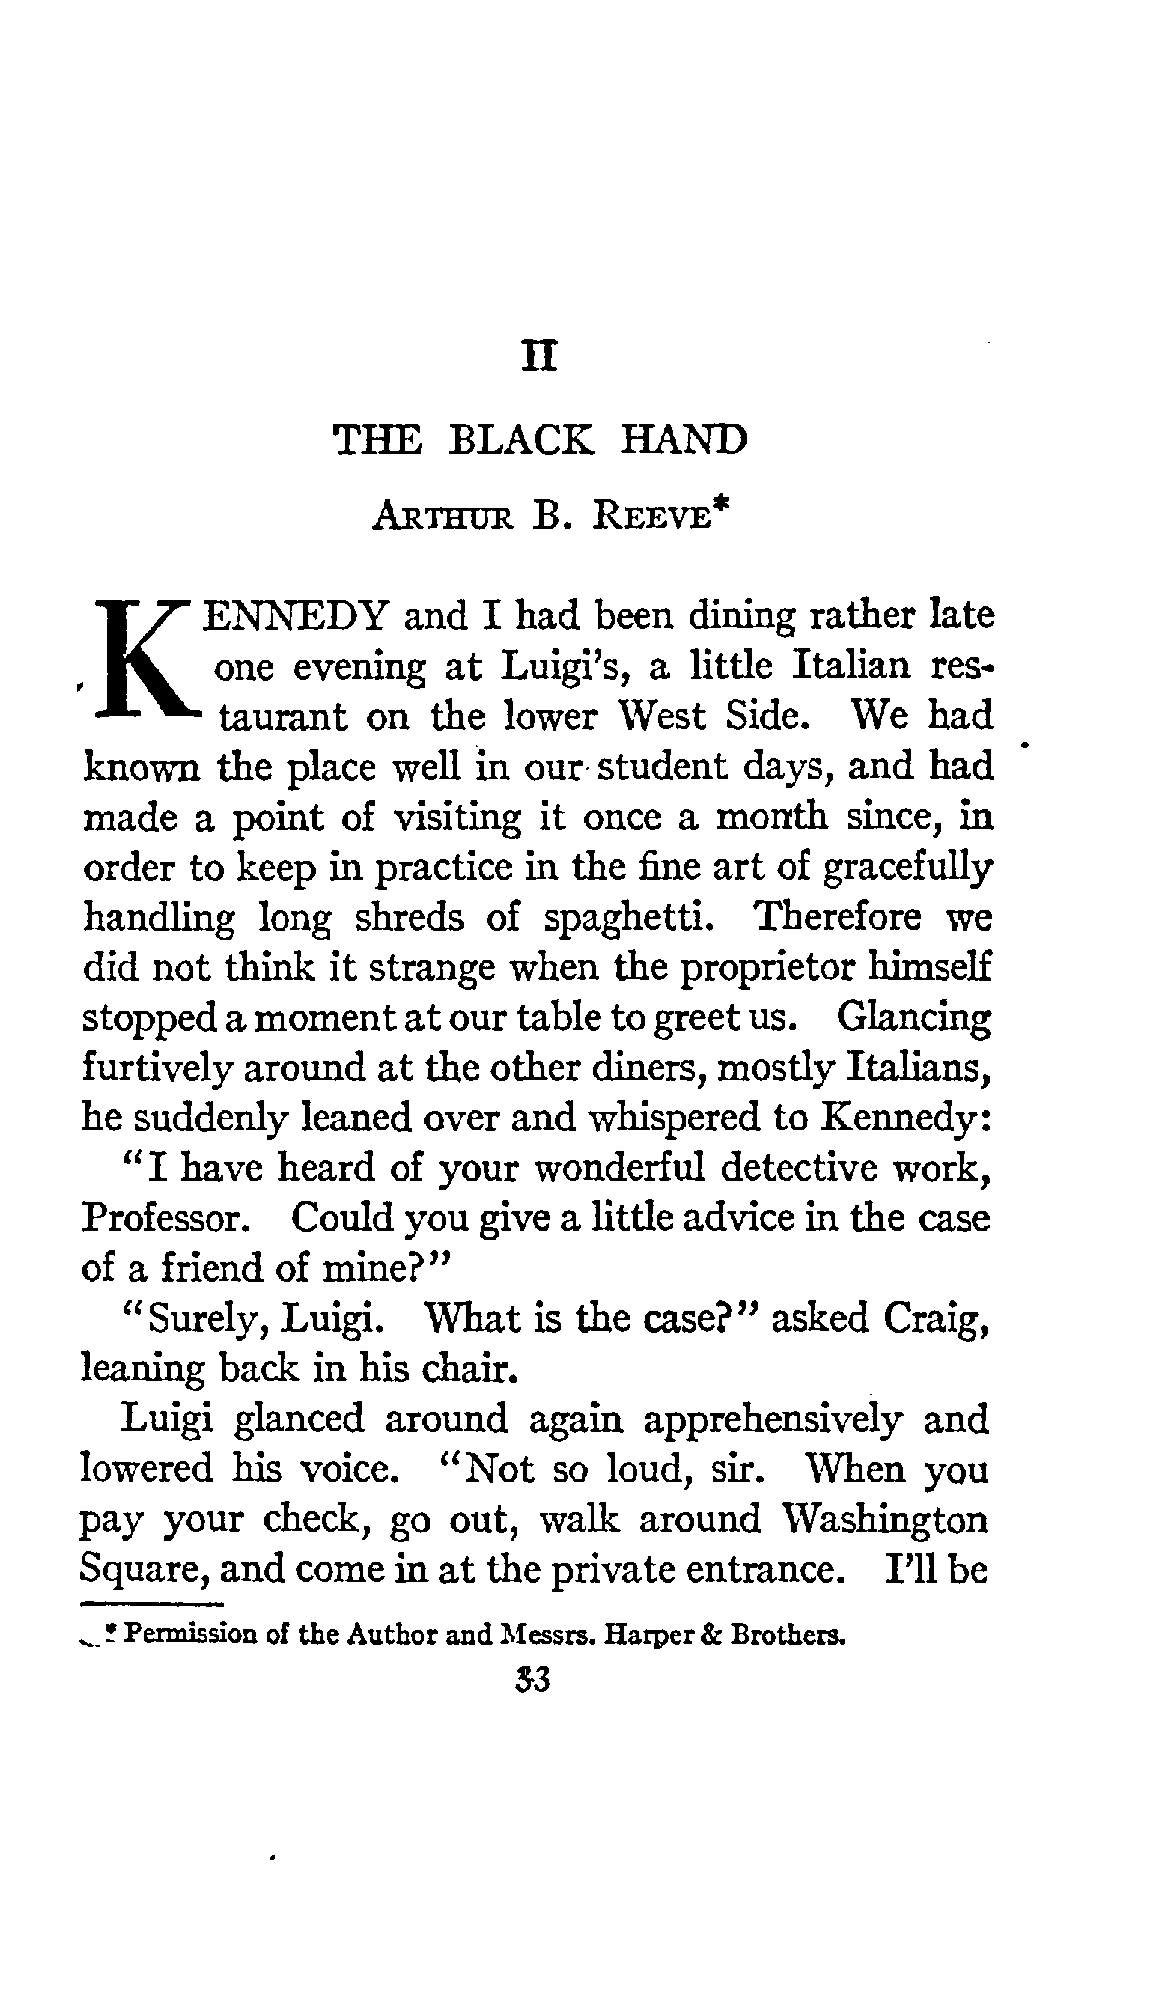 II
THE BLACK HAND
ARTHUR B. REEVE*
KENNEDY and I had been dining rather late
one evening at Luigi's, a little Italian res-
taurant on the lower West Side. We had
known the place well in our student days, and had
made a point of visiting it once a month since, in
order to keep in practice in the fine art of gracefully
handling long shreds of spaghetti. Therefore we
did not think it strange when the proprietor himself
stopped a moment at our table to greet us. Glancing
furtively around at the other diners, mostly Italians,
he suddenly leaned over and whispered to Kennedy:
"I have heard of your wonderful detective work,
Professor. Could you give a little advice in the case
of a friend of mine?"
"Surely, Luigi. What is the case?" asked Craig,
leaning back in his chair.
Luigi glanced around again apprehensively and
lowered his voice. "Not so loud, sir. When you
pay your check, go out, walk around Washington
Square, and come in at the private entrance. I'll be
* Permission of the Author and Messrs. Harper & Brothers.
33